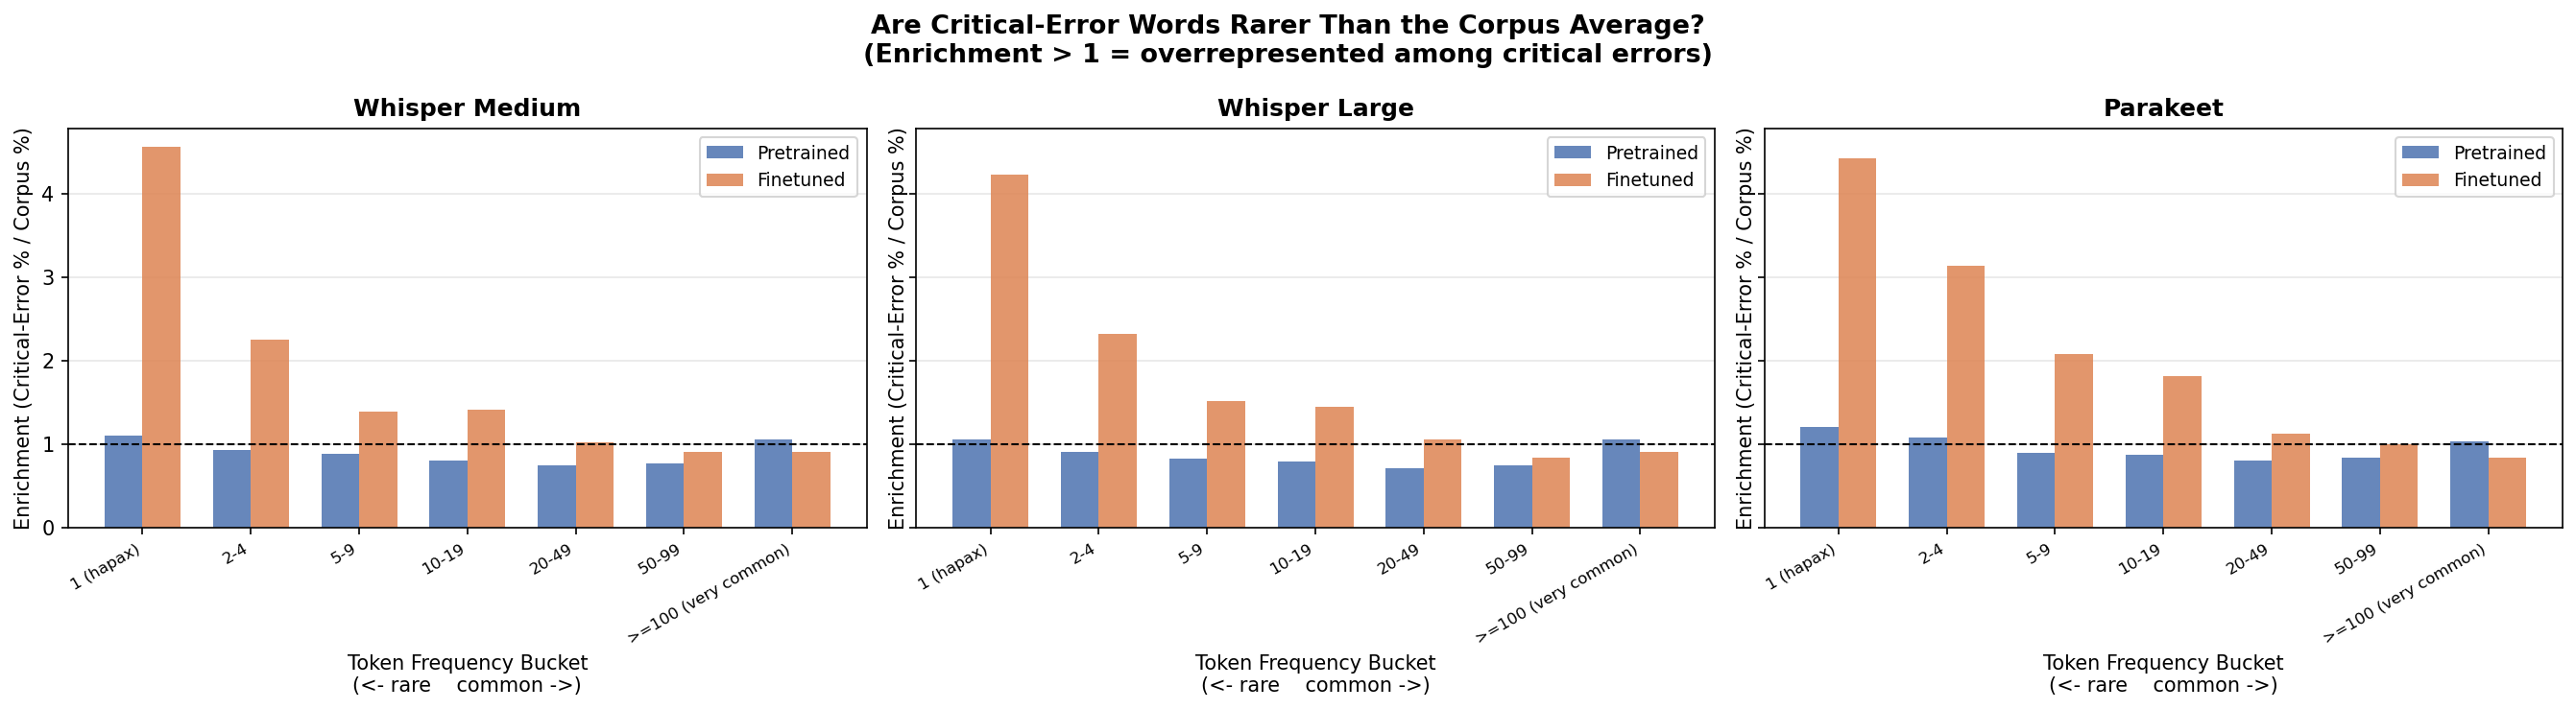 Are Critical-Error Words Rarer Than the Corpus Average?
(Enrichment > 1 = overrepresented among critical errors)
Whisper Medium
Enrichment (Critical-Error % / Corpus %)
4
3
2
1
0
Pretrained
Finetuned
1 (hapax)
2-4
5-9
10-19
20-49
50-99
>=100 (very common)
Token Frequency Bucket
(<- rare    common ->)
Whisper Large
Enrichment (Critical-Error % / Corpus %)
Pretrained
Finetuned
1 (hapax)
2-4
5-9
10-19
20-49
50-99
>=100 (very common)
Token Frequency Bucket
(<- rare    common ->)
Parakeet
Enrichment (Critical-Error % / Corpus %)
Pretrained
Finetuned
1 (hapax)
2-4
5-9
10-19
20-49
50-99
>=100 (very common)
Token Frequency Bucket
(<- rare    common ->)